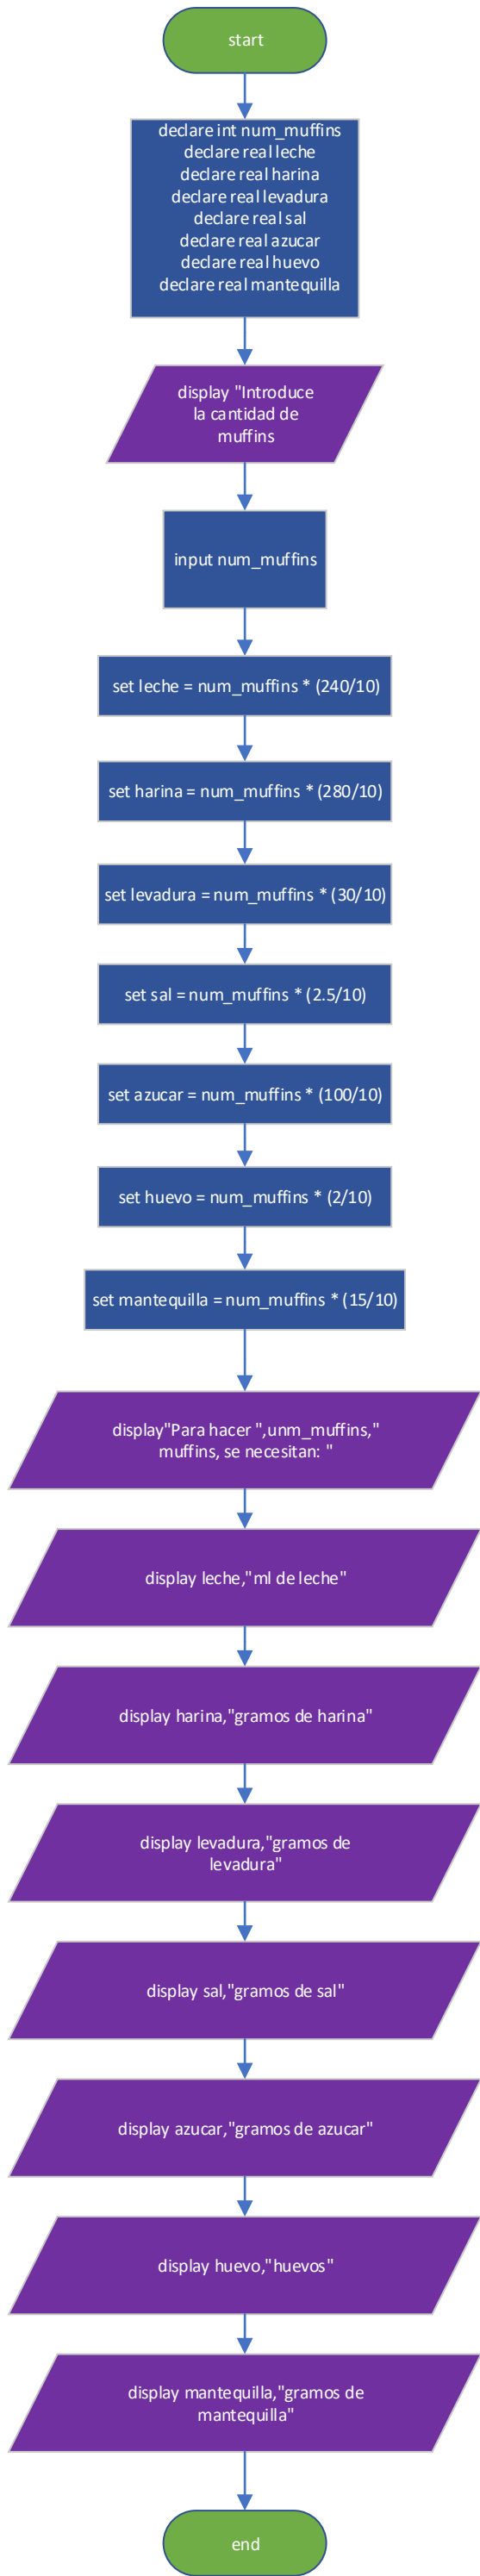 start
declare int num_muffins
declare real leche
declare real harina
declare real levadura
declare real sal
declare real azucar
declare real huevo
declare real mantequilla
display "Introduce
la cantidad de
muffins
input num_muffins
set leche = num_muffins * (240/10)
set harina = num_muffins * (280/10)
set levadura = num_muffins * (30/10)
set sal = num_muffins * (2.5/10)
set azucar = num_muffins * (100/10)
set huevo = num_muffins * (2/10)
set mantequilla = num_muffins * (15/10)
display"Para hacer ",unm_muffins,"
muffins, se necesitan: "
display leche,"ml de leche"
display harina,"gramos de harina"
display levadura,"gramos de
levadura"
display sal,"gramos de sal"
display azucar,"gramos de azucar"
display huevo,"huevos"
display mantequilla,"gramos de
mantequilla"
end